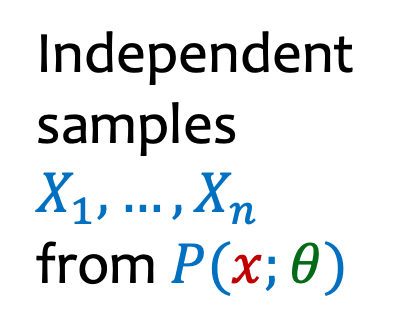 Independent
samples
X₁, ..., Xₙ
from P(x; θ)